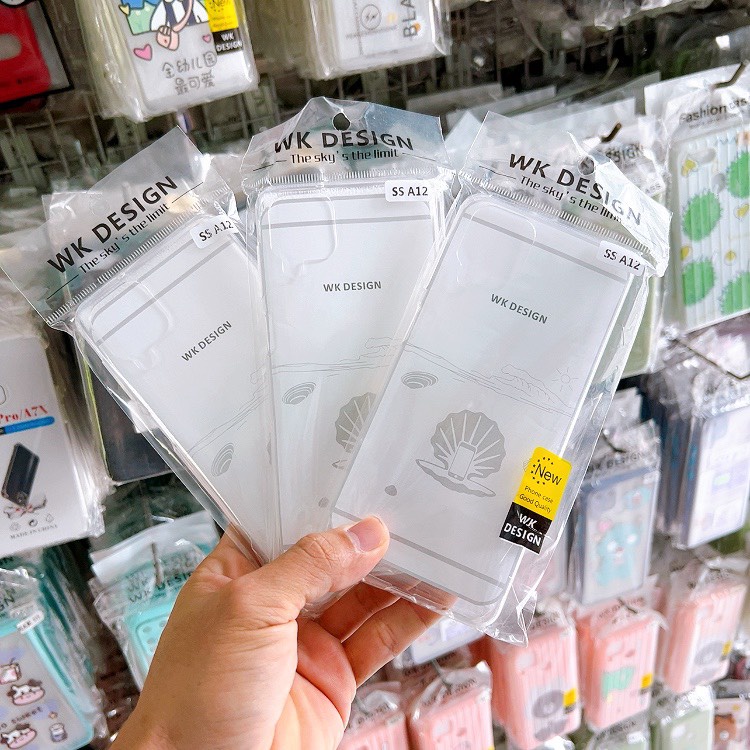 全幼儿园
最可爱
WK
DESIGN
WK DESIGN
The sky's the limit
SS A12
WK DESIGN
WK DESIGN
The sky's the limit
SS A12
WK DESIGN
WK DESIGN
The sky's the limit
SS A12
WK DESIGN
New
Phone case
Good Quality
WK
DESIGN
Fashion case
Pro/A7X
MADE IN CHINA